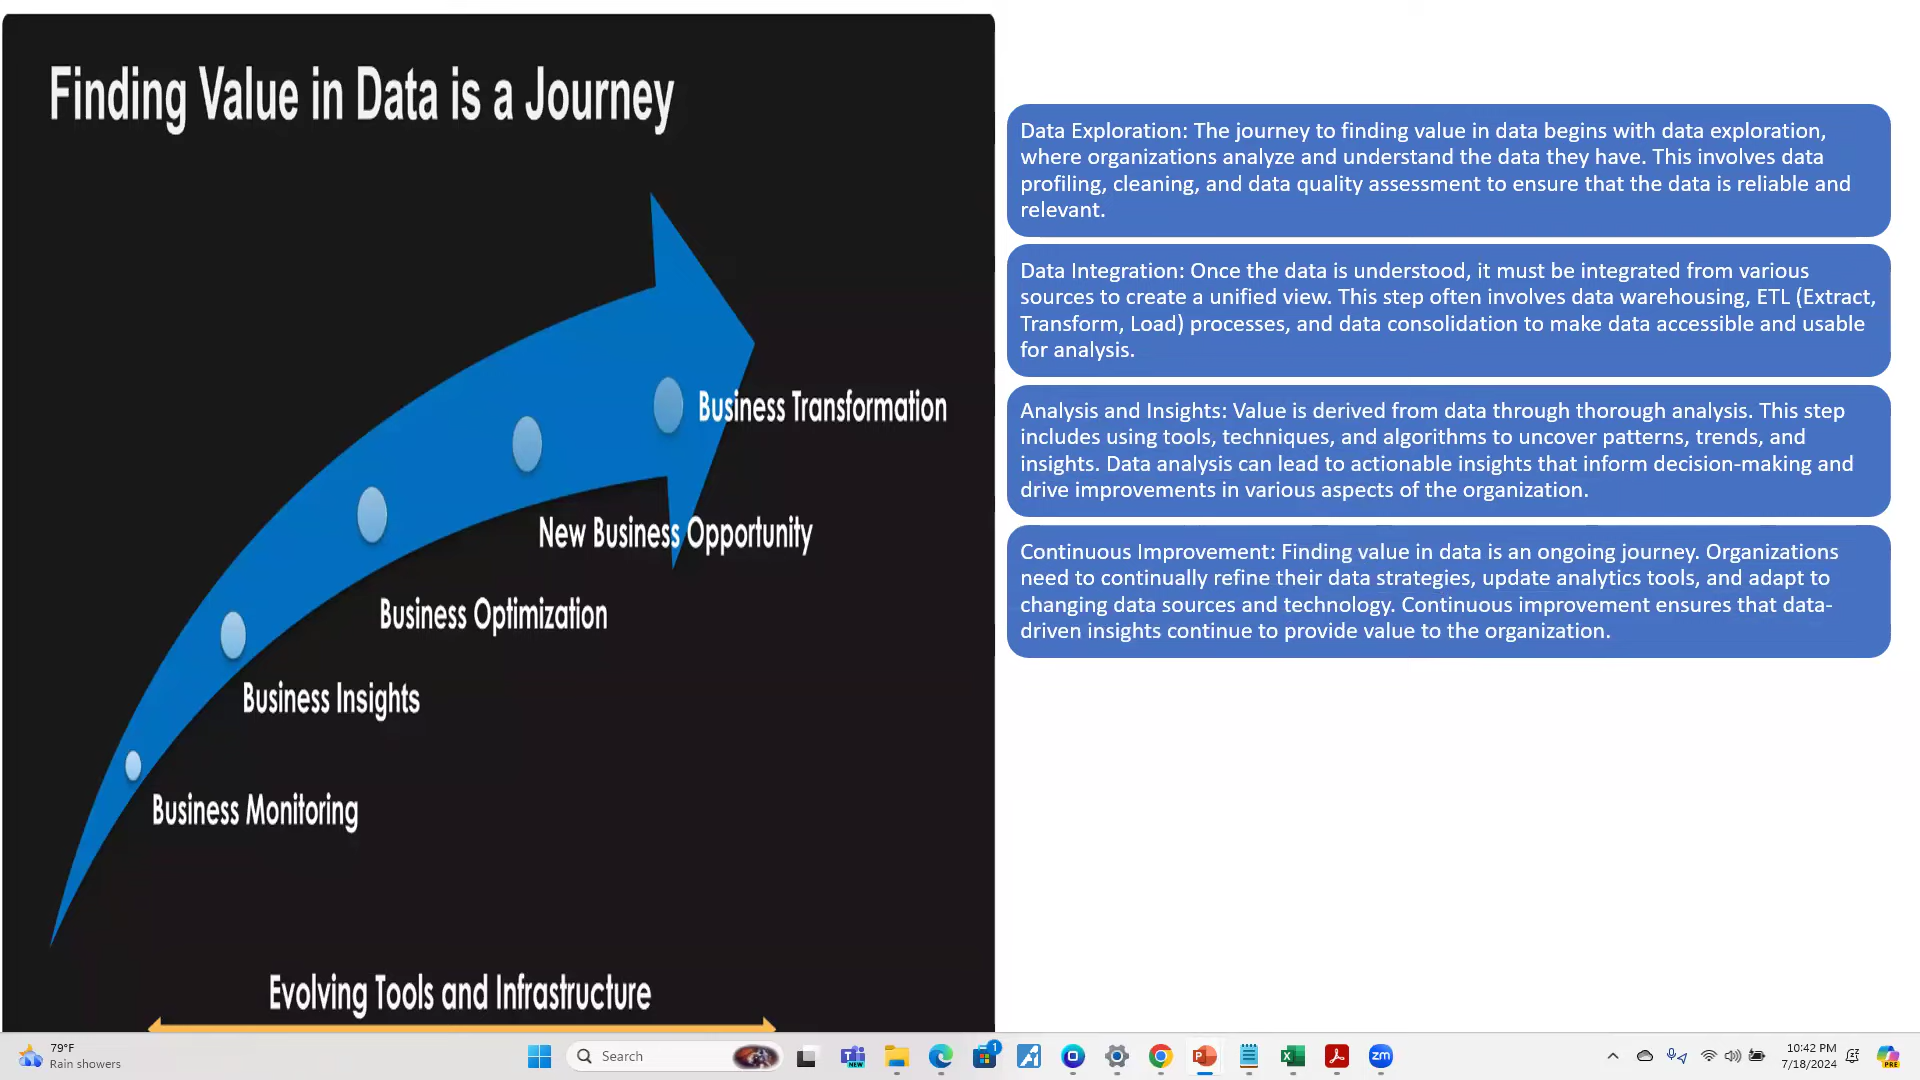 Finding Value in Data is a Journey
Business Transformation
New Business Opportunity
Business Optimization
Business Insights
Business Monitoring
Evolving Tools and Infrastructure
Data Exploration: The journey to finding value in data begins with data exploration,
where organizations analyze and understand the data they have. This involves data
profiling, cleaning, and data quality assessment to ensure that the data is reliable and
relevant.
Data Integration: Once the data is understood, it must be integrated from various
sources to create a unified view. This step often involves data warehousing, ETL (Extract,
Transform, Load) processes, and data consolidation to make data accessible and usable
for analysis.
Analysis and Insights: Value is derived from data through thorough analysis. This step
includes using tools, techniques, and algorithms to uncover patterns, trends, and
insights. Data analysis can lead to actionable insights that inform decision-making and
drive improvements in various aspects of the organization.
Continuous Improvement: Finding value in data is an ongoing journey. Organizations
need to continually refine their data strategies, update analytics tools, and adapt to
changing data sources and technology. Continuous improvement ensures that data-
driven insights continue to provide value to the organization.
79°F
Rain showers
Search
NEW
1
zm
10:42 PM
7/18/2024
PRE